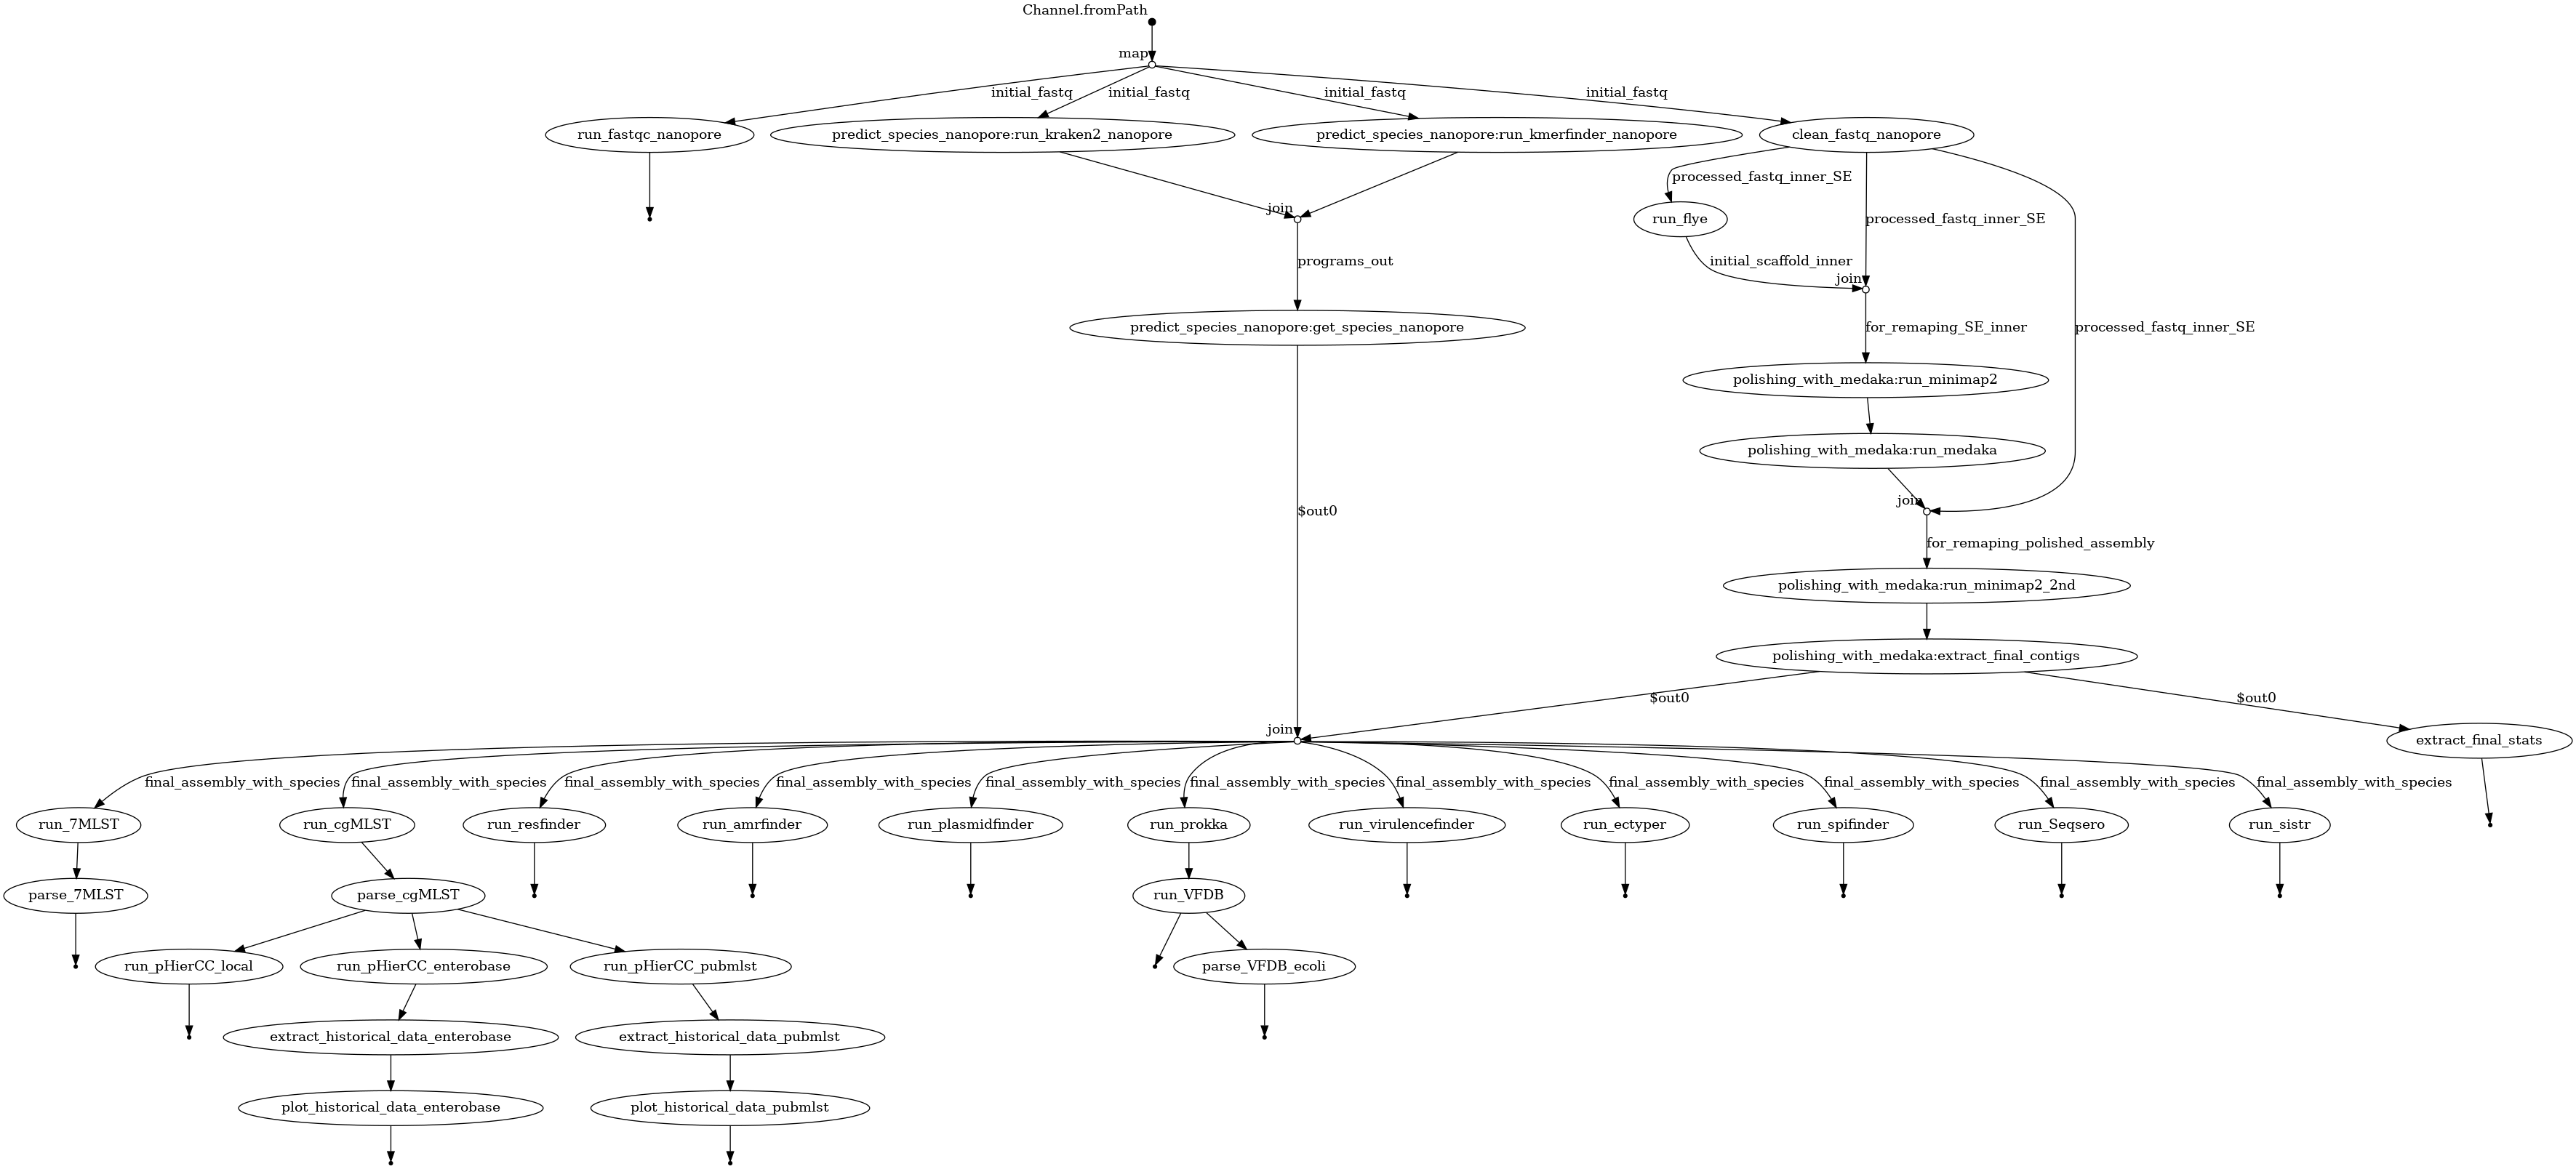 Channel.fromPath
map
initial_fastq
initial_fastq
initial_fastq
initial_fastq
run_fastqc_nanopore
predict_species_nanopore:run_kraken2_nanopore
predict_species_nanopore:run_kmerfinder_nanopore
clean_fastq_nanopore
processed_fastq_inner_SE
join
run_flye
processed_fastq_inner_SE
programs_out
initial_scaffold_inner
join
predict_species_nanopore:get_species_nanopore
for_remaping_SE_inner
processed_fastq_inner_SE
polishing_with_medaka:run_minimap2
polishing_with_medaka:run_medaka
join
$out0
for_remaping_polished_assembly
polishing_with_medaka:run_minimap2_2nd
polishing_with_medaka:extract_final_contigs
$out0
$out0
join
extract_final_stats
final_assembly_with_species
final_assembly_with_species
final_assembly_with_species
final_assembly_with_species
final_assembly_with_species
final_assembly_with_species
final_assembly_with_species
final_assembly_with_species
final_assembly_with_species
final_assembly_with_species
final_assembly_with_species
run_7MLST
run_cgMLST
run_resfinder
run_amrfinder
run_plasmidfinder
run_prokka
run_virulencefinder
run_ectyper
run_spifinder
run_Seqsero
run_sistr
parse_7MLST
parse_cgMLST
run_VFDB
run_pHierCC_local
run_pHierCC_enterobase
run_pHierCC_pubmlst
parse_VFDB_ecoli
extract_historical_data_enterobase
extract_historical_data_pubmlst
plot_historical_data_enterobase
plot_historical_data_pubmlst